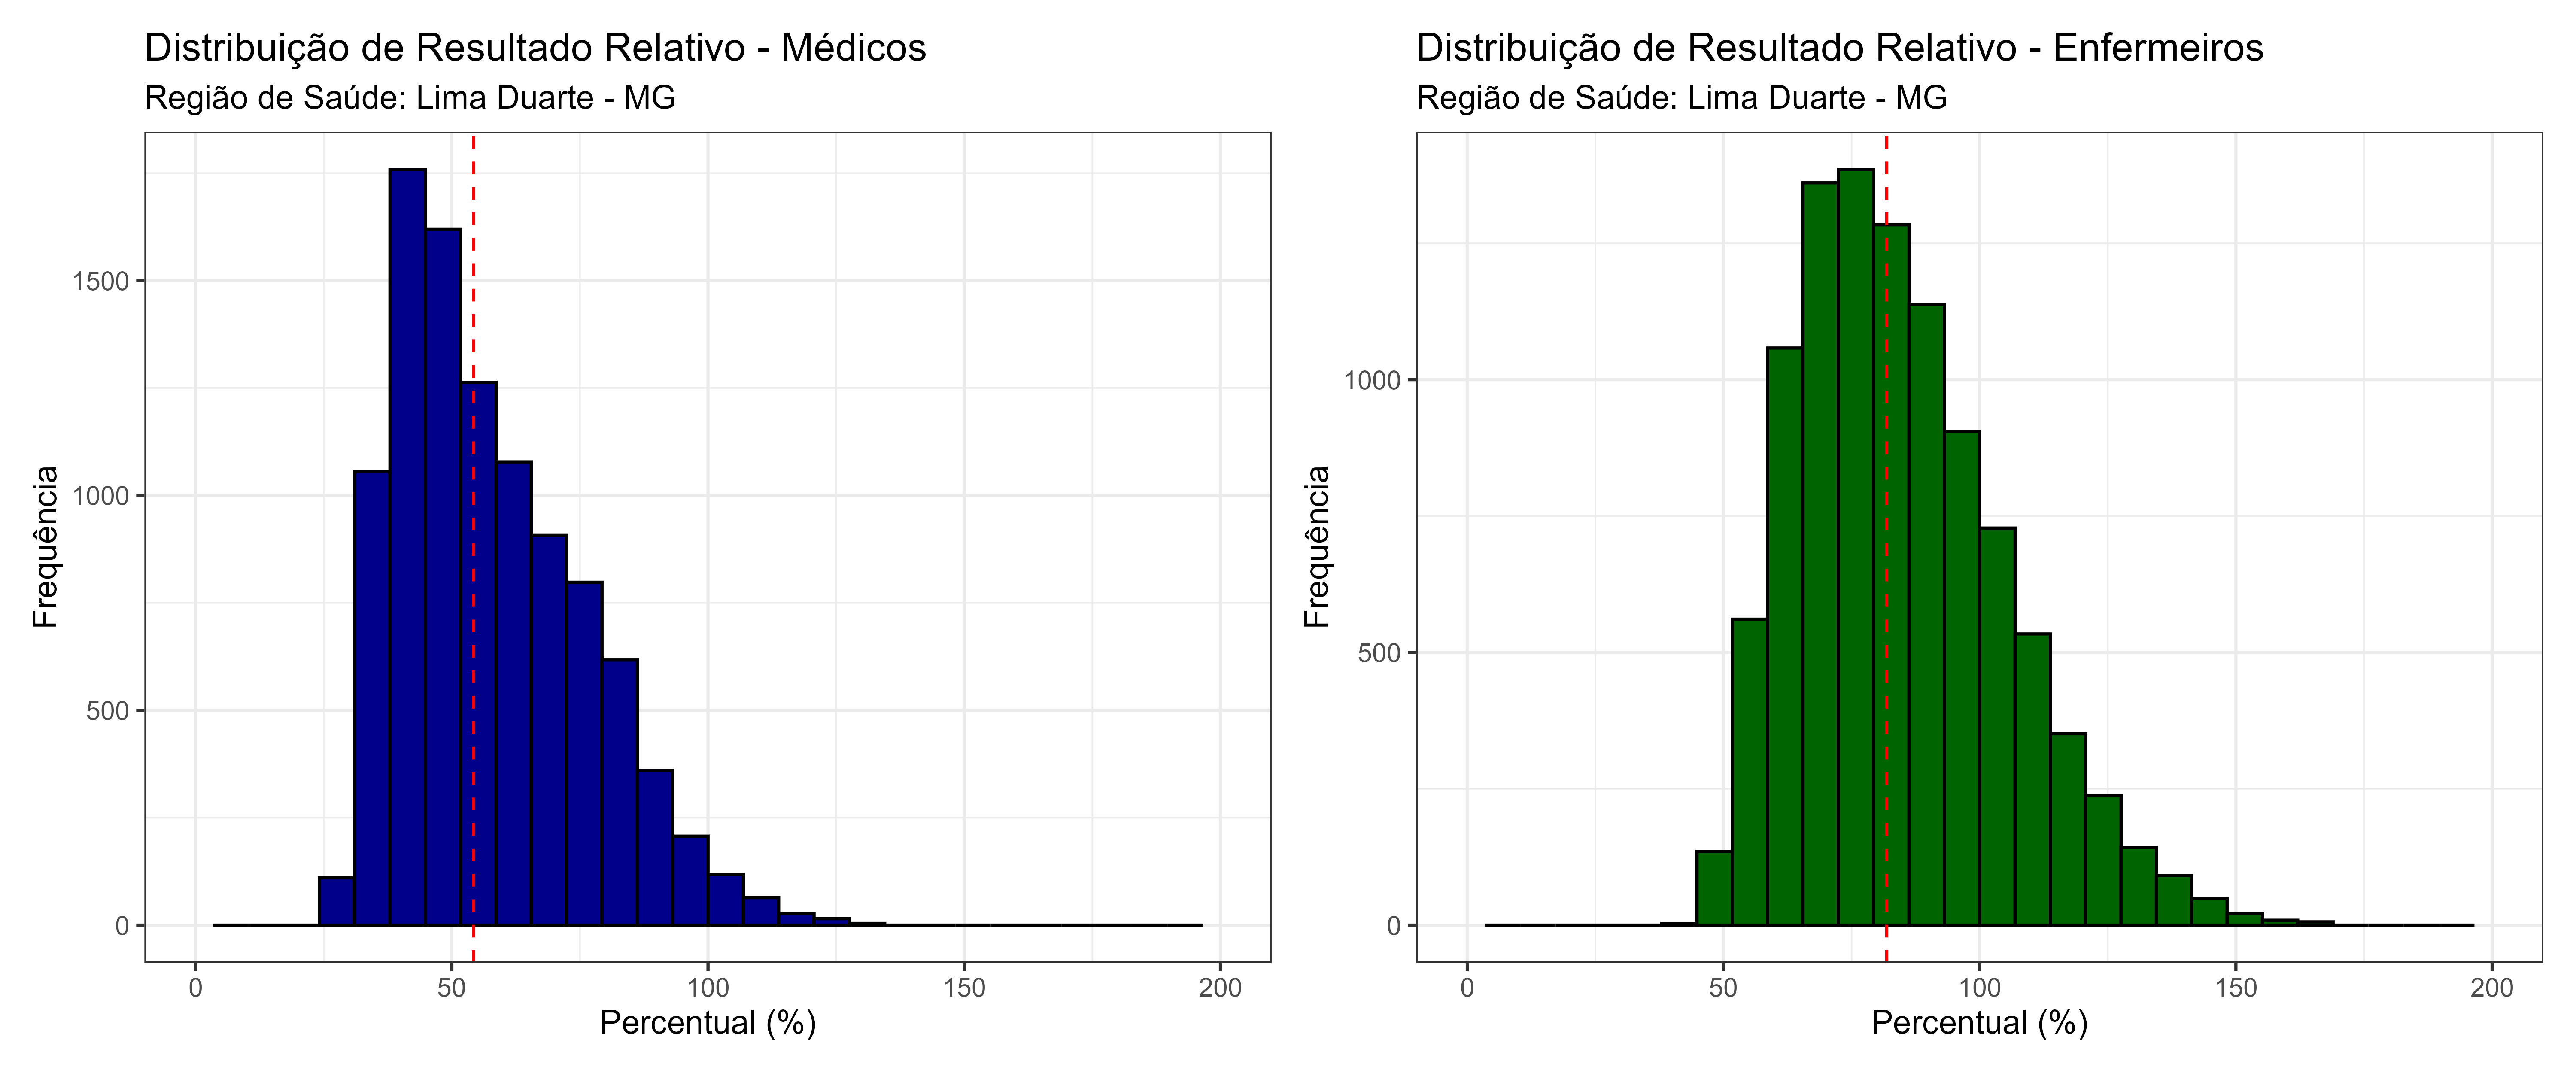 Distribuição de Resultado Relativo - Médicos
Região de Saúde: Lima Duarte - MG
Frequência
1500
1000
500
0
0
50
100
150
200
Percentual (%)
Distribuição de Resultado Relativo - Enfermeiros
Região de Saúde: Lima Duarte - MG
Frequência
1000
500
0
0
50
100
150
200
Percentual (%)